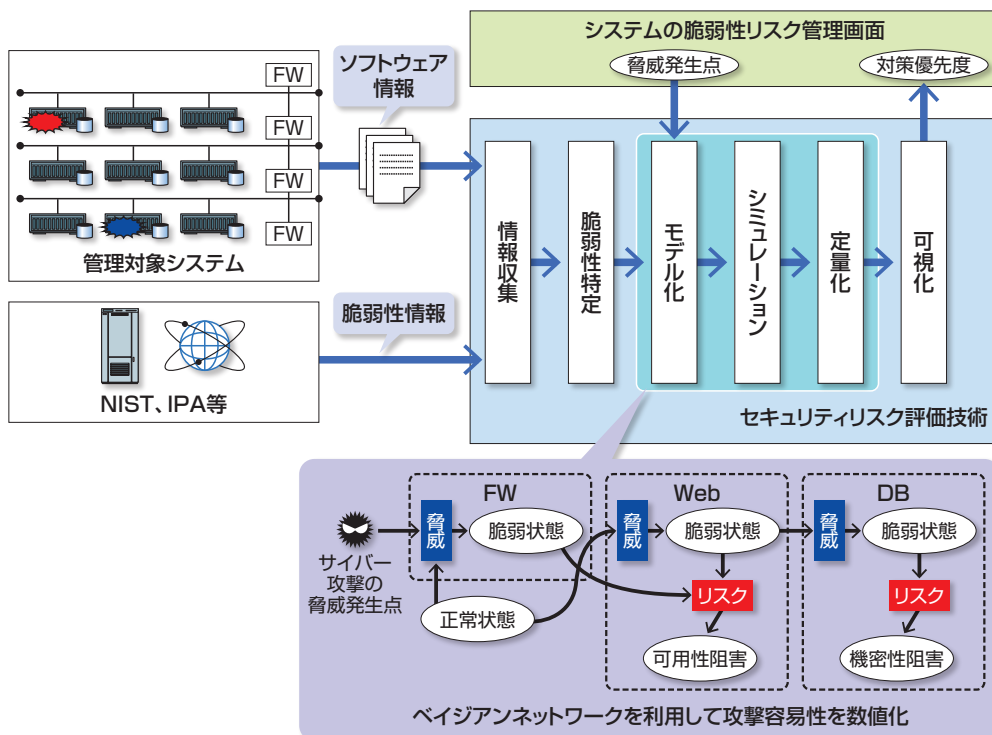 システムの脆弱性リスク管理画面
脅威発生点
対策優先度
ソフトウェア
情報
FW
FW
FW
FW
管理対象システム
脆弱性情報
NIST、IPA等
情報収集
脆弱性特定
モデル化
シミュレーション
定量化
可視化
セキュリティリスク評価技術
FW
Web
DB
脅威
脆弱状態
脅威
脆弱状態
脅威
脆弱状態
サイバー
攻撃の
脅威発生点
正常状態
リスク
リスク
可用性阻害
機密性阻害
ベイジアンネットワークを利用して攻撃容易性を数値化